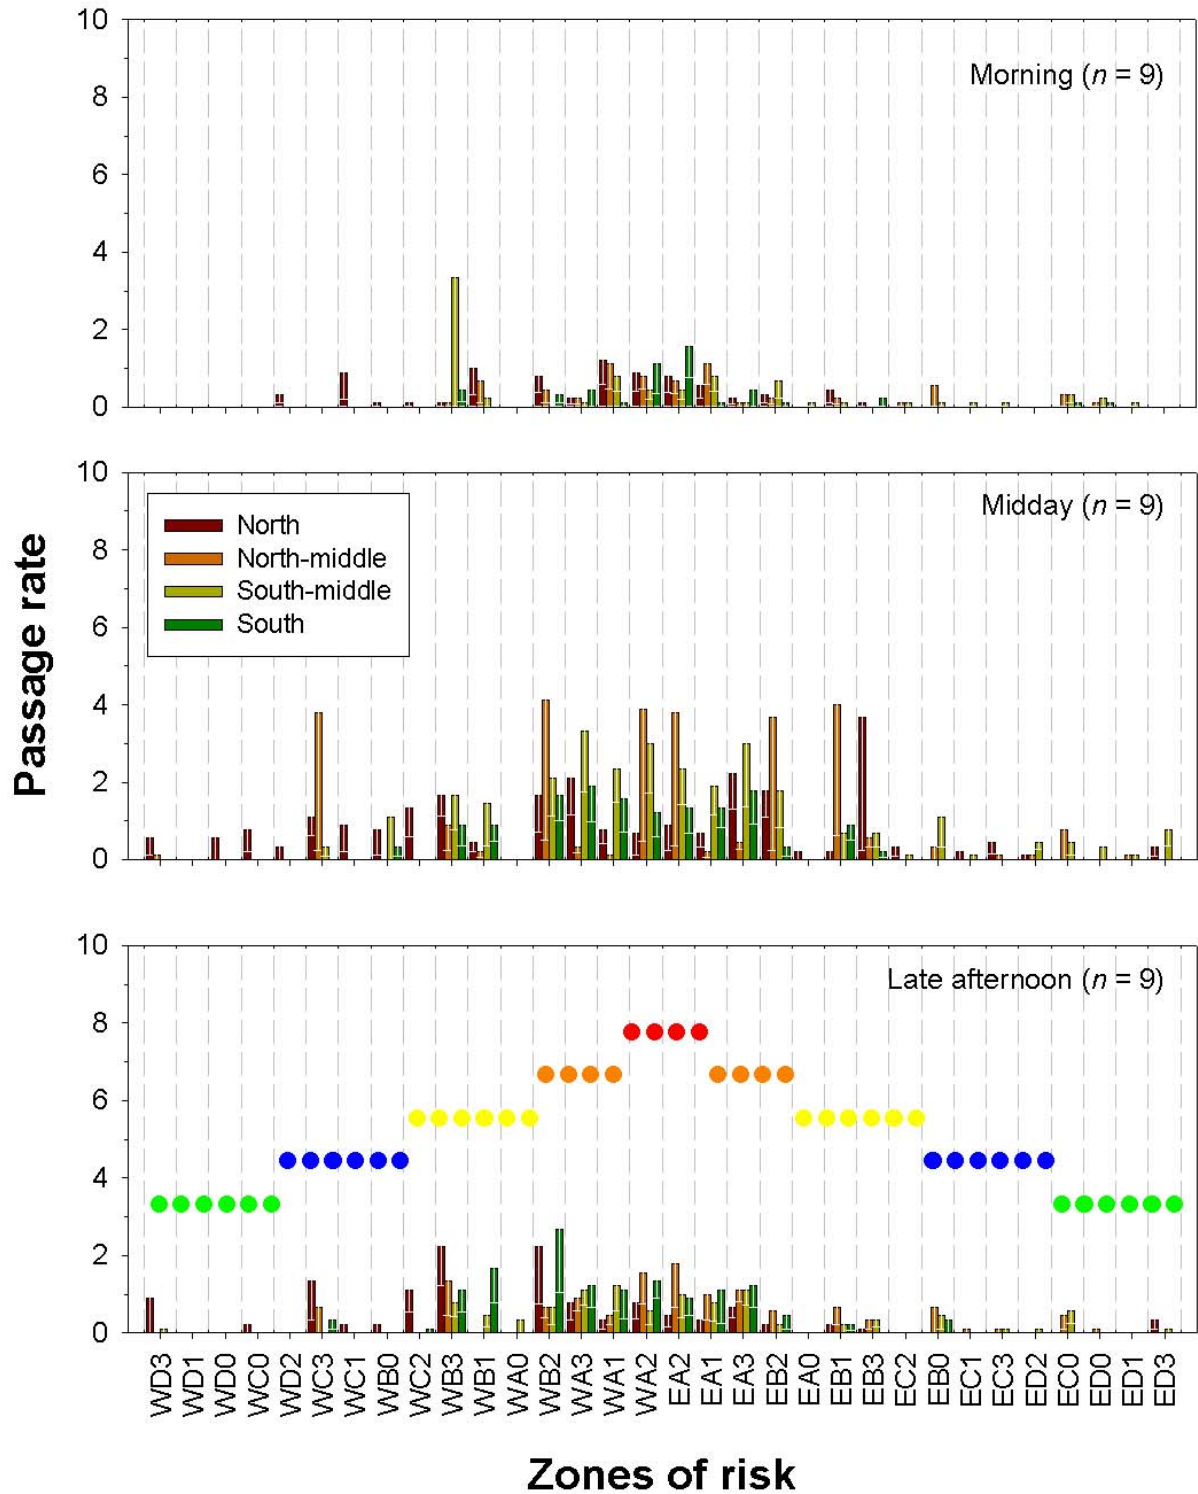 10
8
6
4
2
0
Morning (n = 9)
10
8
6
4
2
0
Midday (n = 9)
North
North-middle
South-middle
South
Passage rate
10
8
6
4
2
0
Late afternoon (n = 9)
WD3
WD1
WD0
WC0
WD2
WC3
WC1
WB0
WC2
WB3
WB1
WA0
WB2
WA3
WA1
WA2
EA2
EA1
EA3
EB2
EA0
EB1
EB3
EC2
EB0
EC1
EC3
ED2
EC0
ED0
ED1
ED3
Zones of risk